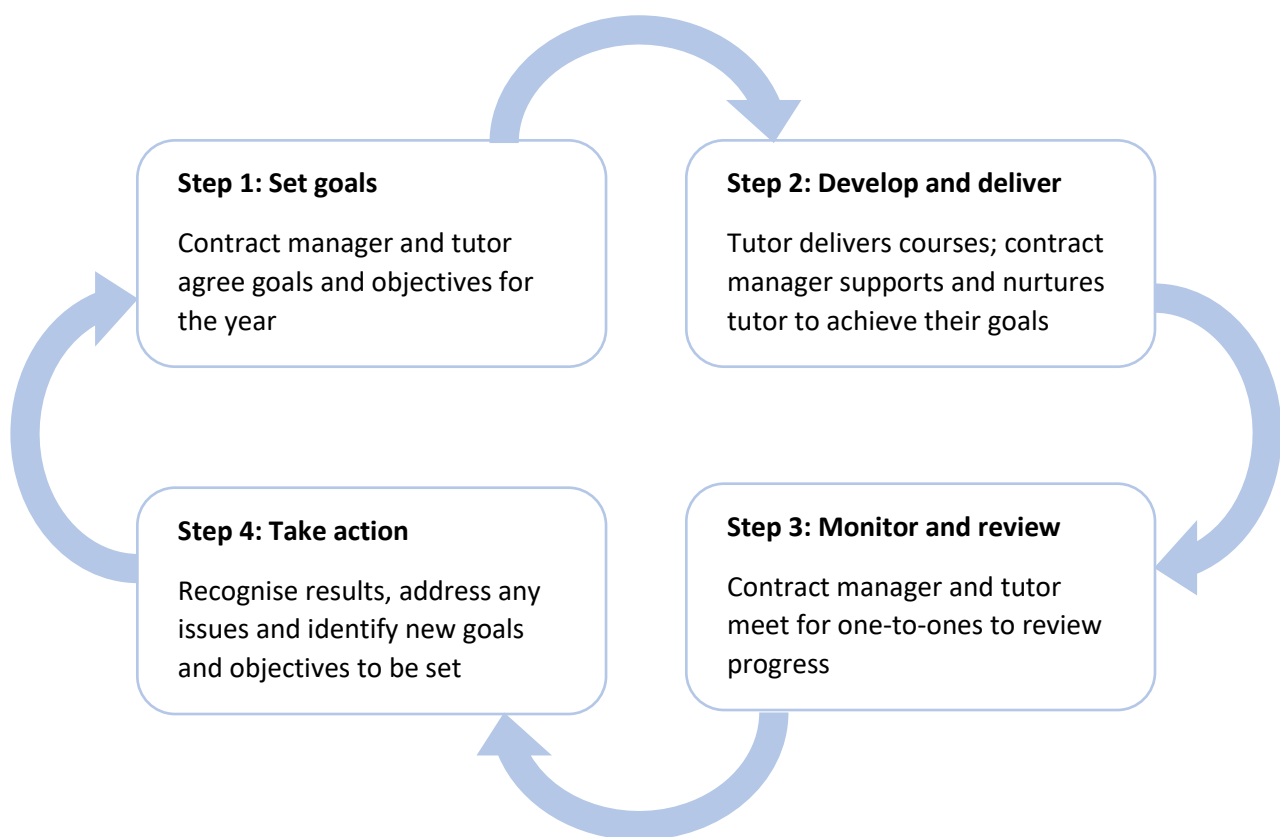 Step 1: Set goals
Contract manager and tutor
agree goals and objectives for
the year
Step 2: Develop and deliver
Tutor delivers courses; contract
manager supports and nurtures
tutor to achieve their goals
Step 3: Monitor and review
Contract manager and tutor
meet for one-to-ones to review
progress
Step 4: Take action
Recognise results, address any
issues and identify new goals
and objectives to be set